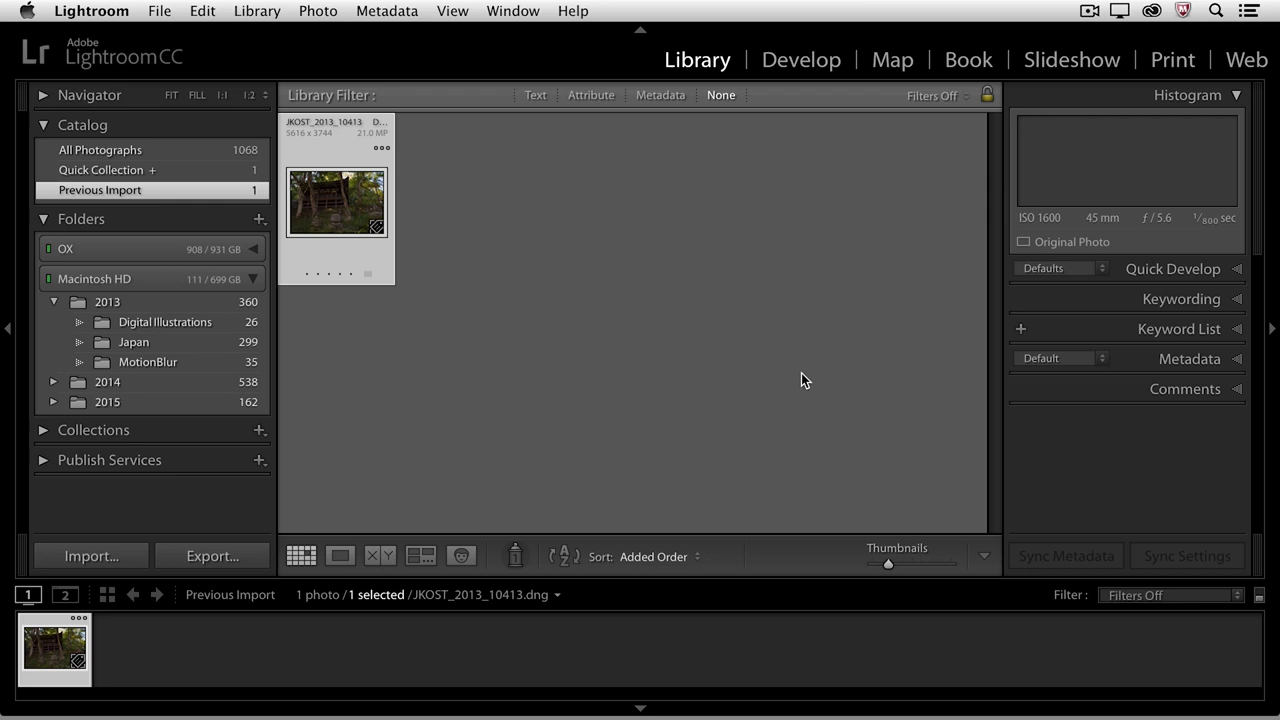 Lightroom File Edit Library Photo Metadata View Window Help
Lr Adobe Lightroom CC
Library | Develop | Map | Book | Slideshow | Print | Web
Navigator FIT FILL 1:1 1:2
Catalog
All Photographs 1068
Quick Collection + 1
Previous Import 1
Folders +
OX 908 / 931 GB
Macintosh HD 111 / 699 GB
2013 360
Digital Illustrations 26
Japan 299
MotionBlur 35
2014 538
2015 162
Collections +
Publish Services +
Import... Export...
Library Filter : Text Attribute Metadata None Filters Off
JKOST_2013_10413 D...
5616 x 3744 21.0 MP
Sort: Added Order
Thumbnails
Histogram
ISO 1600 45 mm ƒ / 5.6 1/800 sec
Original Photo
Defaults Quick Develop
Keywording
+ Keyword List
Default Metadata
Comments
Sync Metadata Sync Settings
1 2 Previous Import 1 photo / 1 selected / JKOST_2013_10413.dng Filter : Filters Off